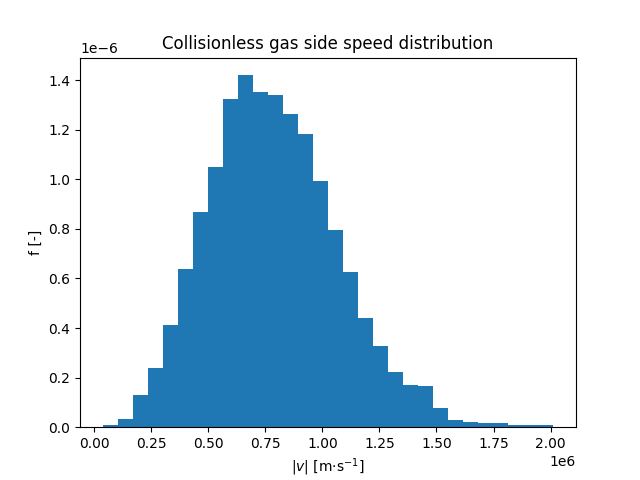 Collisionless gas side speed distribution
1e−6
1.4
1.2
1.0
0.8
0.6
0.4
0.2
0.0
f [-]
0.00 0.25 0.50 0.75 1.00 1.25 1.50 1.75 2.00
1e6
|v| [m·s⁻¹]